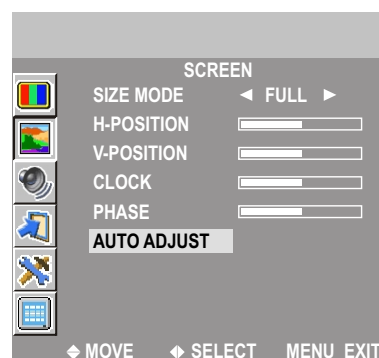 SCREEN
SIZE MODE ◄ FULL ►
H-POSITION
V-POSITION
CLOCK
PHASE
AUTO ADJUST
MOVE SELECT MENU EXIT